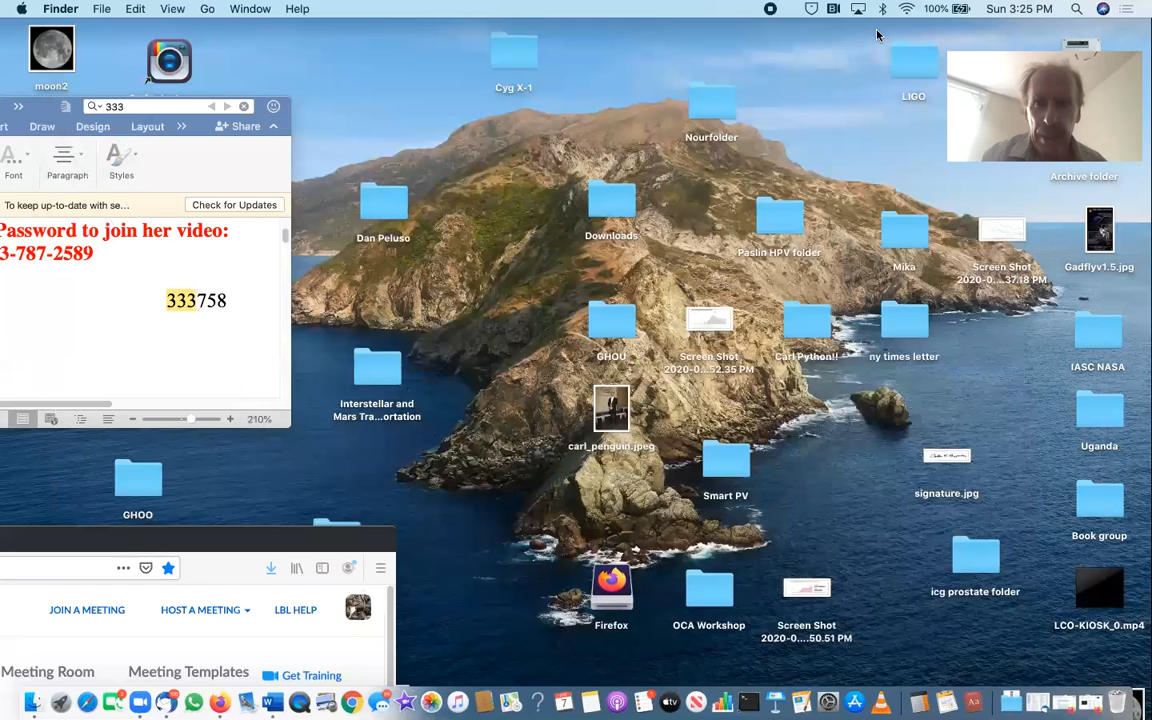 Finder File Edit View Go Window Help
100% Sun 3:25 PM
moon2
Cyg X-1
LIGO
333
rt Draw Design Layout Share
A...
Font Paragraph Styles
To keep up-to-date with se... Check for Updates
Password to join her video:
3-787-2589
333758
210%
Nourfolder
Archive folder
Dan Peluso
Downloads
Paslin HPV folder
Mika
Screen Shot
2020-0....37.18 PM
Gadflyv1.5.jpg
GHOU
Screen Shot
2020-0....52.35 PM
Carl Python!!
ny times letter
IASC NASA
Interstellar and
Mars Tra...ortation
carl_penguin.jpeg
Uganda
Smart PV
signature.jpg
GHOO
Book group
icg prostate folder
Firefox
OCA Workshop
Screen Shot
2020-0....50.51 PM
LCO-KIOSK_0.mp4
JOIN A MEETING HOST A MEETING LBL HELP
Meeting Room Meeting Templates Get Training